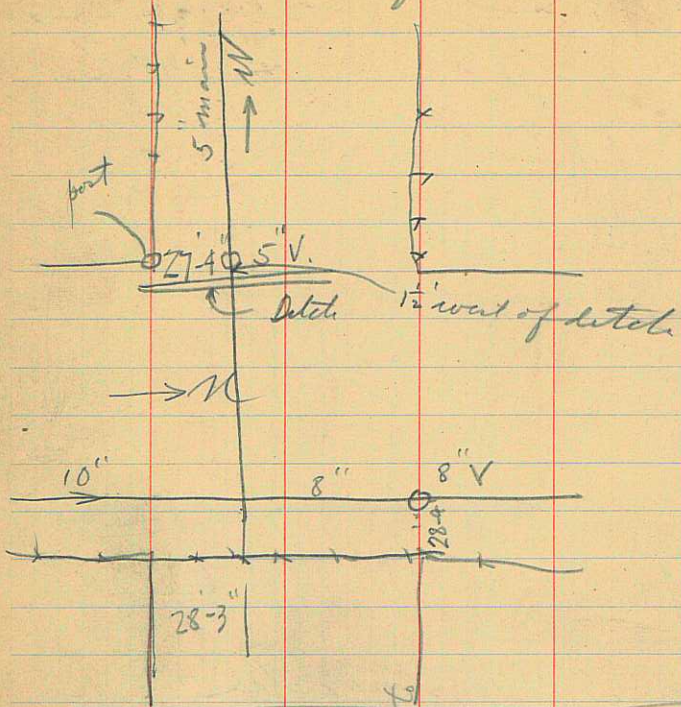 5" main
W
post
27'-4" 5" V.
1½' west of ditch
Ditch
N
10"
8"
8" V
28'-4"
28'-3"